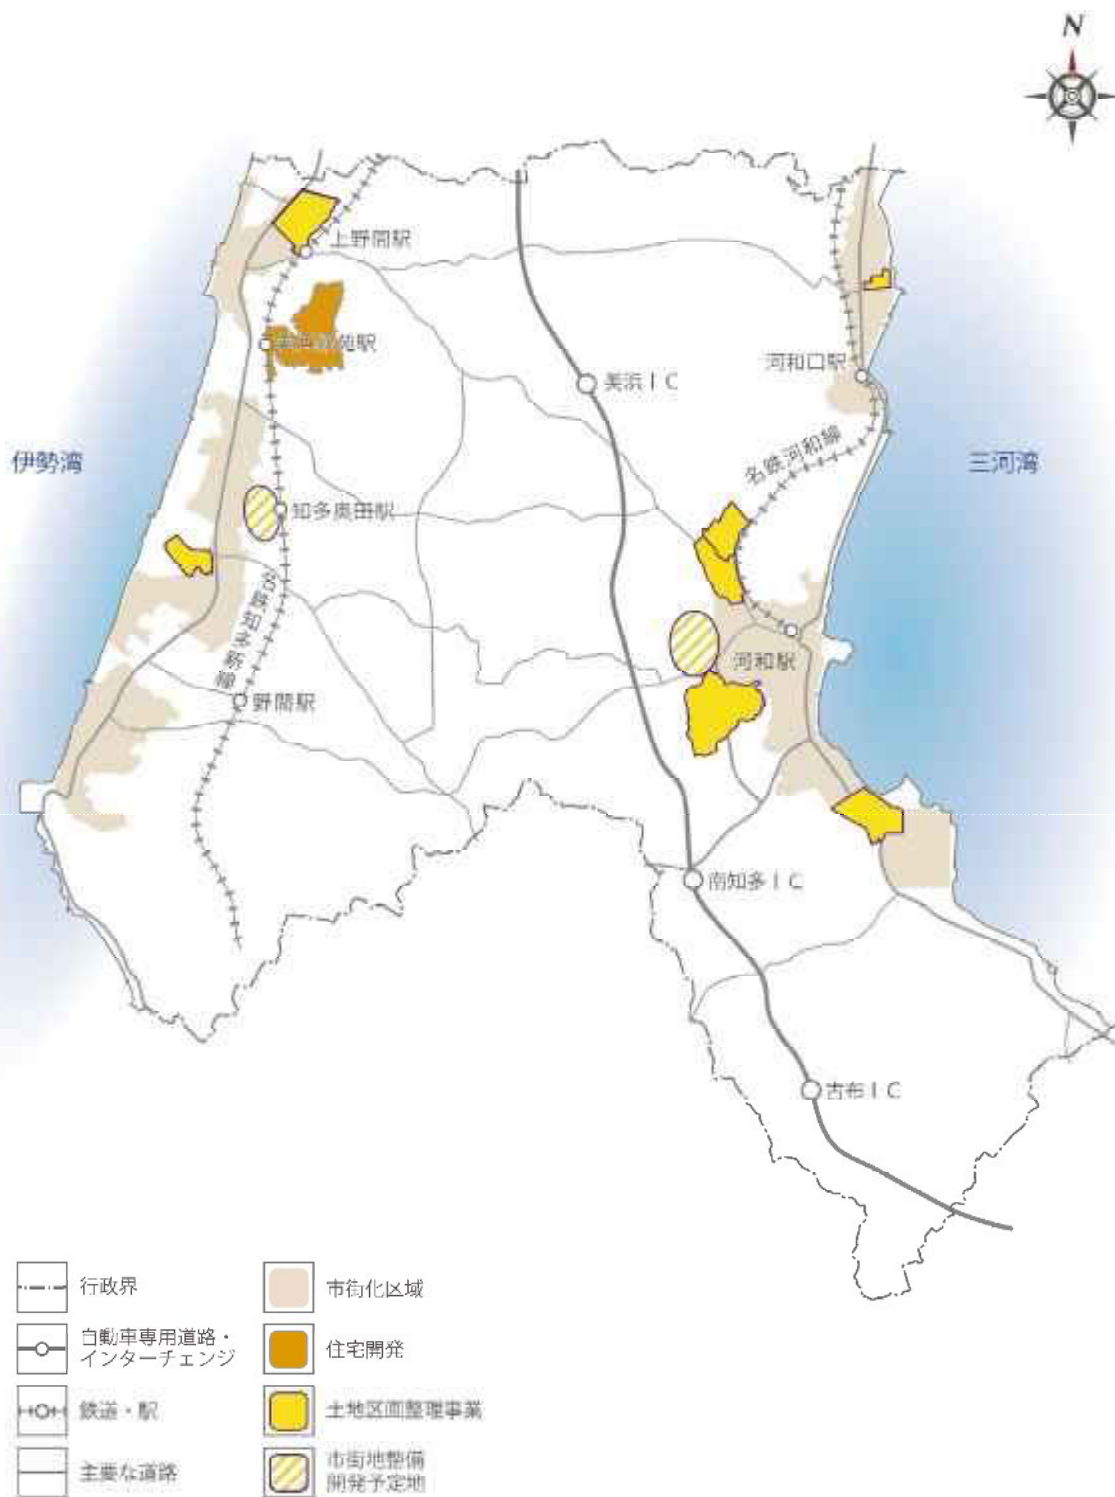 N
上野間駅
美浜緑苑駅
河和口駅
美浜IC
伊勢湾
名鉄河和線
三河湾
知多奥田駅
名鉄知多新線
河和駅
野間駅
南知多IC
古布IC
行政界
市街化区域
自動車専用道路・
インターチェンジ
住宅開発
鉄道・駅
土地区画整理事業
主要な道路
市街地整備
開発予定地